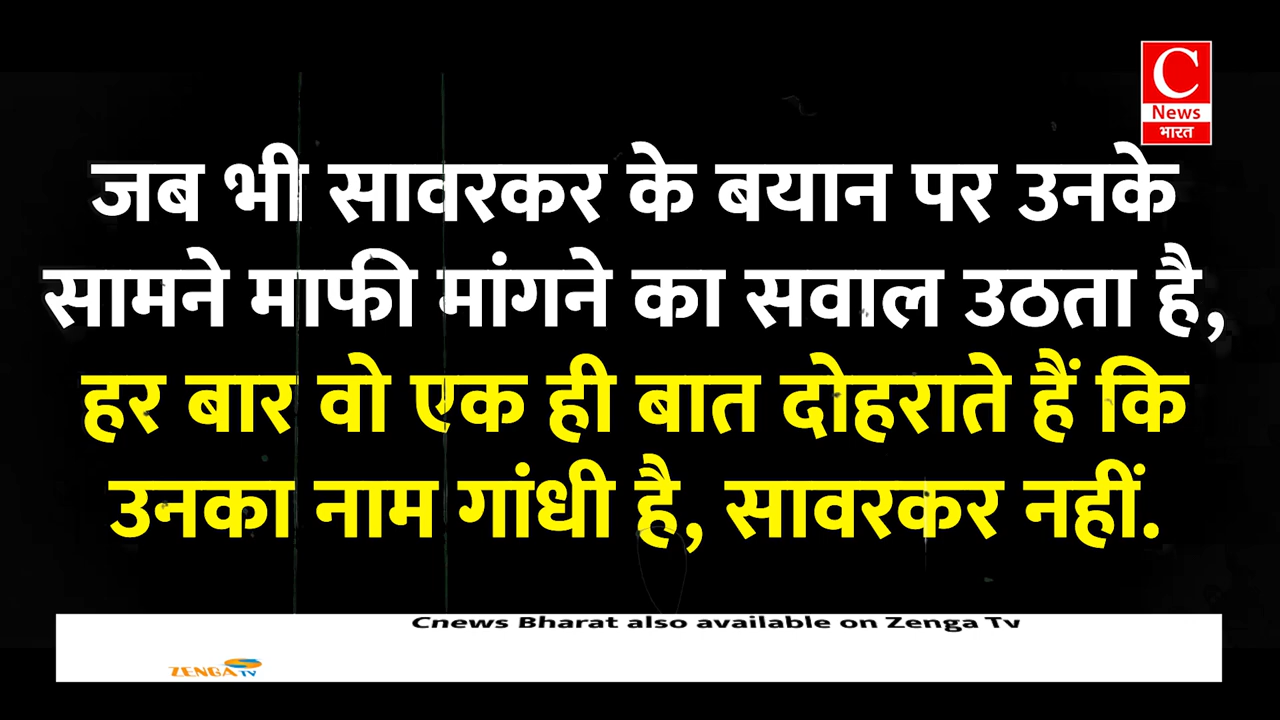 C
News
भारत
जब भी सावरकर के बयान पर उनके
सामने माफी मांगने का सवाल उठता है,
हर बार वो एक ही बात दोहराते हैं कि
उनका नाम गांधी है, सावरकर नहीं.
Cnews Bharat also available on Zenga Tv
ZENGA TV